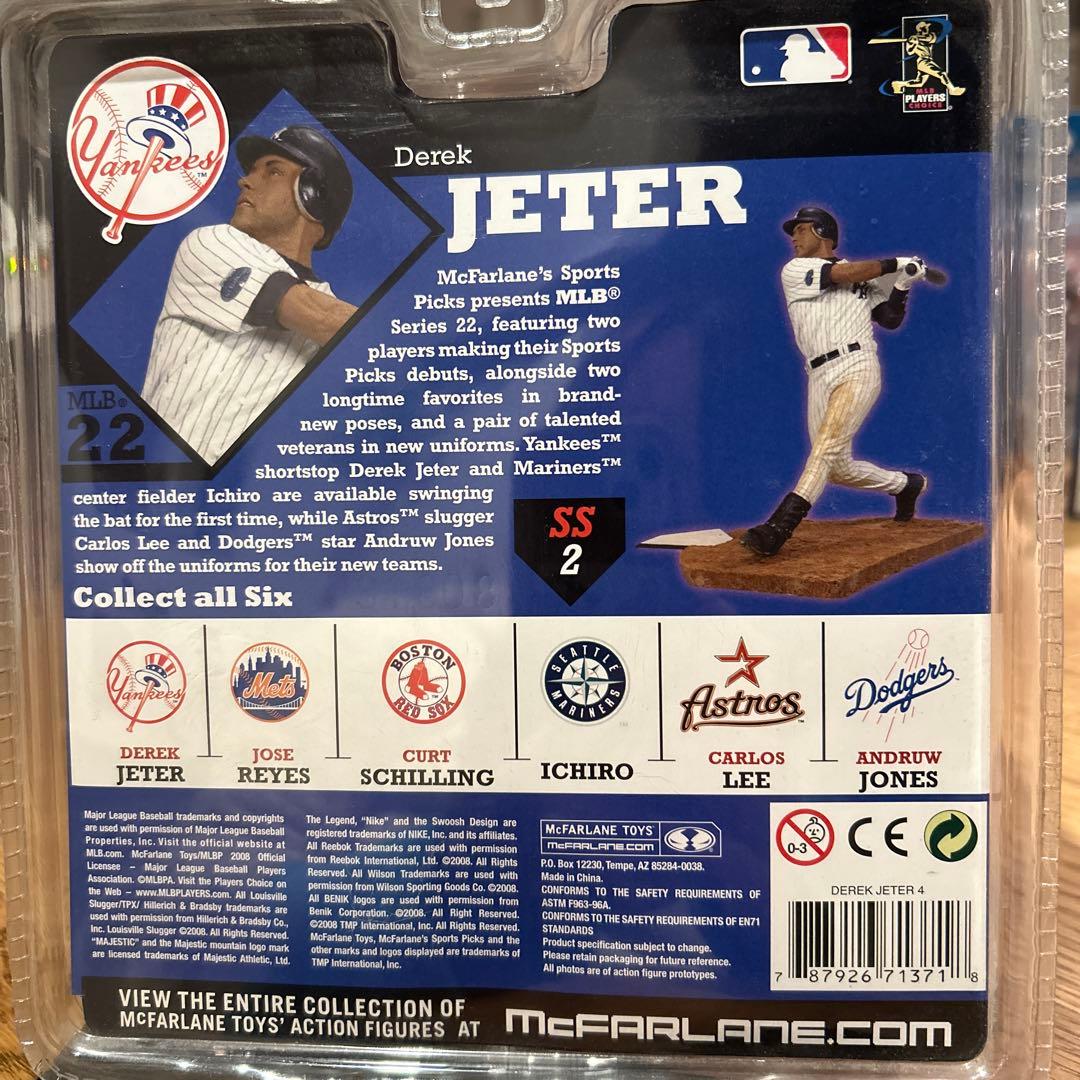 Yankees™
MLB
PLAYERS
CHOICE
Derek
JETER
McFarlane's Sports
Picks presents MLB®
Series 22, featuring two
players making their Sports
Picks debuts, alongside two
longtime favorites in brand-
new poses, and a pair of talented
veterans in new uniforms. Yankees™
shortstop Derek Jeter and Mariners™
center fielder Ichiro are available swinging
the bat for the first time, while Astros™ slugger
Carlos Lee and Dodgers™ star Andruw Jones
show off the uniforms for their new teams.
MLB®
22
SS
2
Collect all Six
Yankees
Mets
BOSTON
RED SOX
SEATTLE
MARINERS
Astros
Dodgers
DEREK
JETER
JOSE
REYES
CURT
SCHILLING
ICHIRO
CARLOS
LEE
ANDRUW
JONES
Major League Baseball trademarks and copyrights
are used with permission of Major League Baseball
Properties, Inc. Visit the official website at
MLB.com. McFarlane Toys/MLBP 2008 Official
Licensee – Major League Baseball Players
Association. ©MLBPA. Visit the Players Choice on
the Web – www.MLBPLAYERS.com. All Louisville
Slugger/TPX/ Hillerich & Bradsby trademarks are
used with permission from Hillerich & Bradsby Co.,
Inc. Louisville Slugger ©2008. All Rights Reserved.
"MAJESTIC" and the Majestic mountain logo mark
are licensed trademarks of Majestic Athletic, Ltd.
The Legend, "Nike" and the Swoosh Design are
registered trademarks of NIKE, Inc. and its affiliates.
All Reebok Trademarks are used with permission
from Reebok International, Ltd. ©2008. All Rights
Reserved. All Wilson Trademarks are used with
permission from Wilson Sporting Goods Co. ©2008.
All BENIK logos are used with permission from
Benik Corporation. ©2008. All Right Reserved.
©2008 TMP International, Inc. All Rights Reserved.
McFarlane Toys, McFarlane's Sports Picks and the
other marks and logos displayed are trademarks of
TMP International, Inc.
McFARLANE TOYS™
McFARLANE.COM
P.O. Box 12230, Tempe, AZ 85284-0038.
Made in China.
CONFORMS TO THE SAFETY REQUIREMENTS OF
ASTM F963-96A.
CONFORMS TO THE SAFETY REQUIREMENTS OF EN71
STANDARDS
Product specification subject to change.
Please retain packaging for future reference.
All photos are of action figure prototypes.
0-3
CE
DEREK JETER 4
7 87926 71371 8
VIEW THE ENTIRE COLLECTION OF
McFARLANE TOYS' ACTION FIGURES AT
McFARLANE.COM